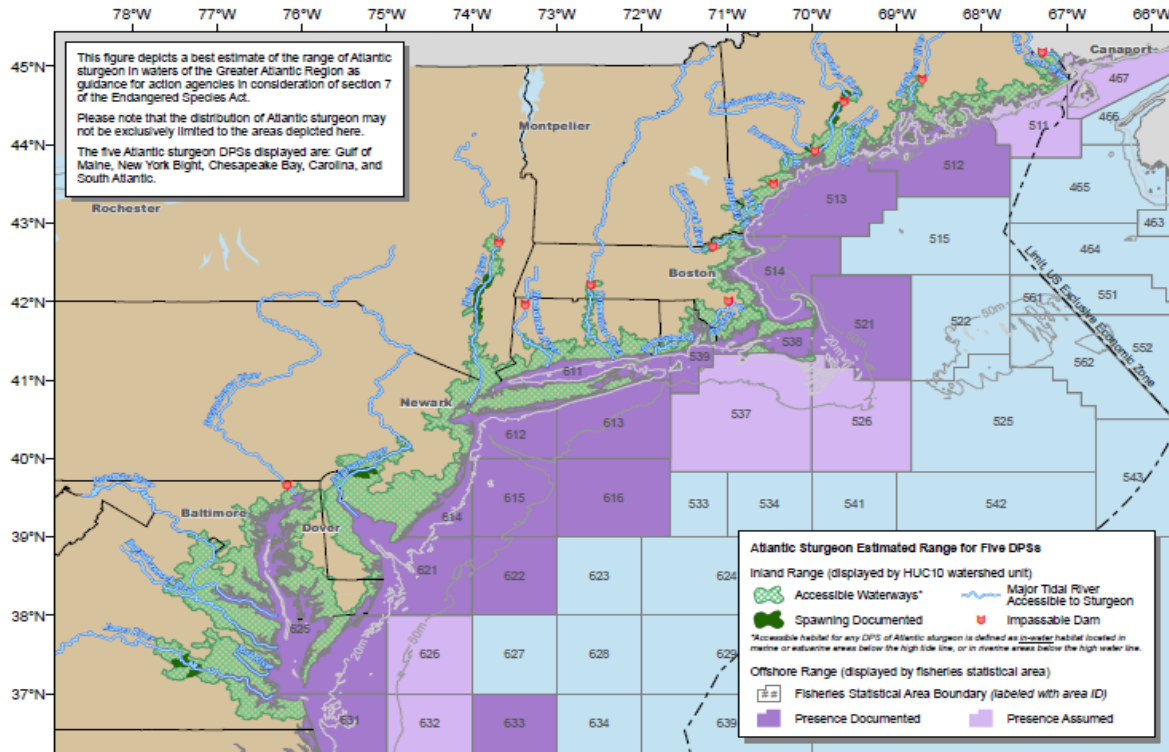 78°W 77°W 76°W 75°W 74°W 73°W 72°W 71°W 70°W 69°W 68°W 67°W 66°W
This figure depicts a best estimate of the range of Atlantic
sturgeon in waters of the Greater Atlantic Region as
guidance for action agencies in consideration of section 7
of the Endangered Species Act.
Please note that the distribution of Atlantic sturgeon may
not be exclusively limited to the areas depicted here.
The five Atlantic sturgeon DPSs displayed are: Gulf of
Maine, New York Bight, Chesapeake Bay, Carolina, and
South Atlantic.
45°N
44°N
43°N
42°N
41°N
40°N
39°N
38°N
37°N
Canaport
467
511
466
Montpelier
512
465
Rochester
513
463
515
464
Boston
514
Limit, US Exclusive Economic Zone
Hudson River
561
551
521
522
50m
50m
20m
538
552
539
562
611
Newark
537
526
525
613
612
543
615
616
533
534
541
542
614
Baltimore
Dover
621
622
623
624
625
20m
50m
626
627
628
629
James River
631
632
633
634
639
Atlantic Sturgeon Estimated Range for Five DPSs
Inland Range (displayed by HUC10 watershed unit)
Accessible Waterways*
Major Tidal River
Accessible to Sturgeon
Spawning Documented
Impassable Dam
*Accessible habitat for any DPS of Atlantic sturgeon is defined as in-water habitat located in
marine or estuarine areas below the high tide line, or in riverine areas below the high water line.
Offshore Range (displayed by fisheries statistical area)
## Fisheries Statistical Area Boundary (labeled with area ID)
Presence Documented
Presence Assumed